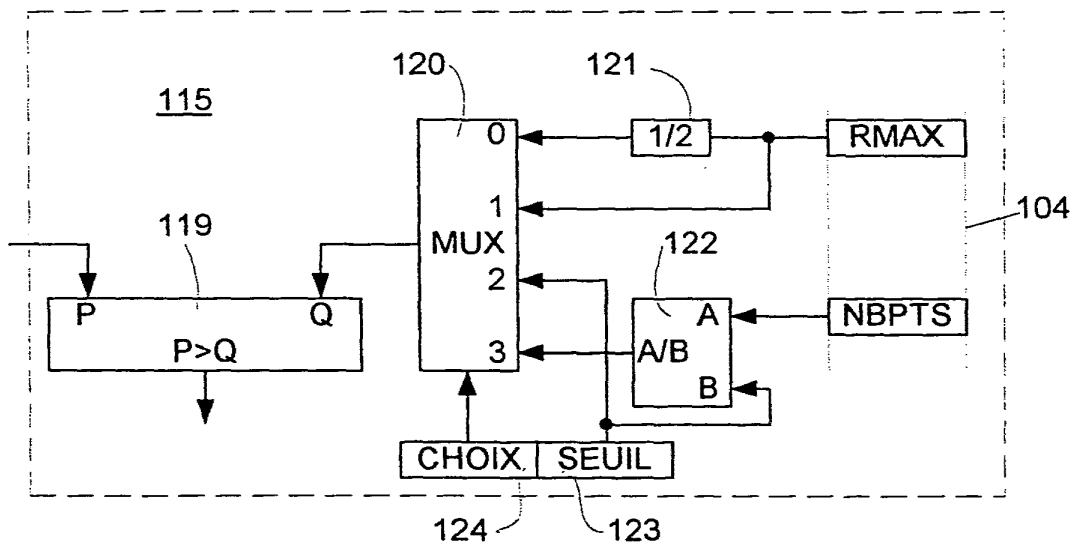 120
121
115
0
1/2
RMAX
1
104
119
MUX
122
2
P
Q
A
NBPTS
P>Q
3
A/B
B
CHOIX
SEUIL
124
123